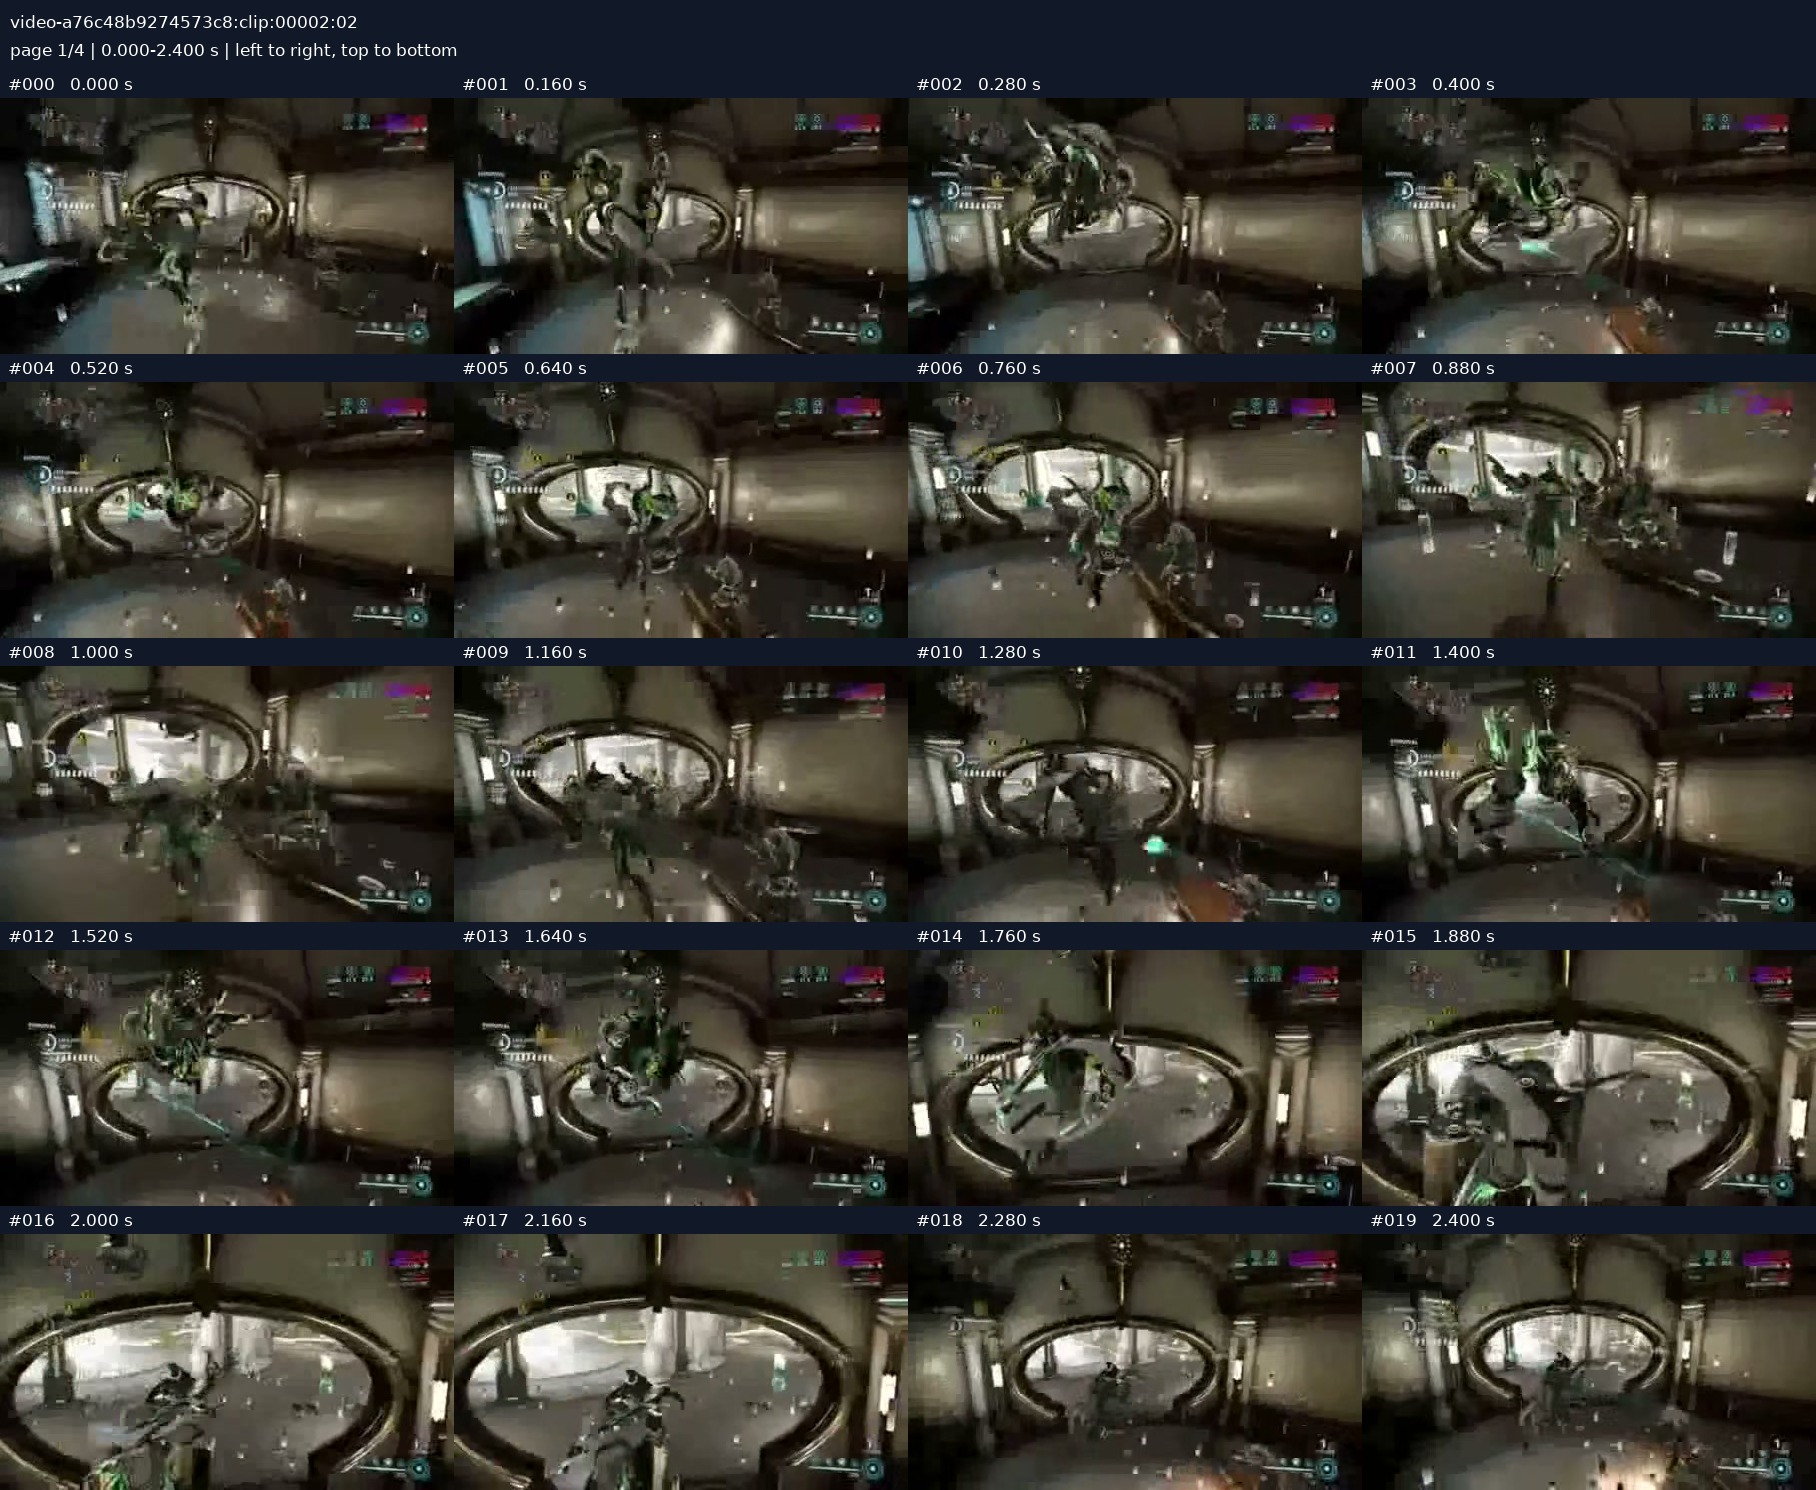 video-a76c48b9274573c8:clip:00002:02
page 1/4 | 0.000-2.400 s | left to right, top to bottom
#000 0.000 s
#001 0.160 s
#002 0.280 s
#003 0.400 s
#004 0.520 s
#005 0.640 s
#006 0.760 s
#007 0.880 s
#008 1.000 s
#009 1.160 s
#010 1.280 s
#011 1.400 s
#012 1.520 s
#013 1.640 s
#014 1.760 s
#015 1.880 s
#016 2.000 s
#017 2.160 s
#018 2.280 s
#019 2.400 s